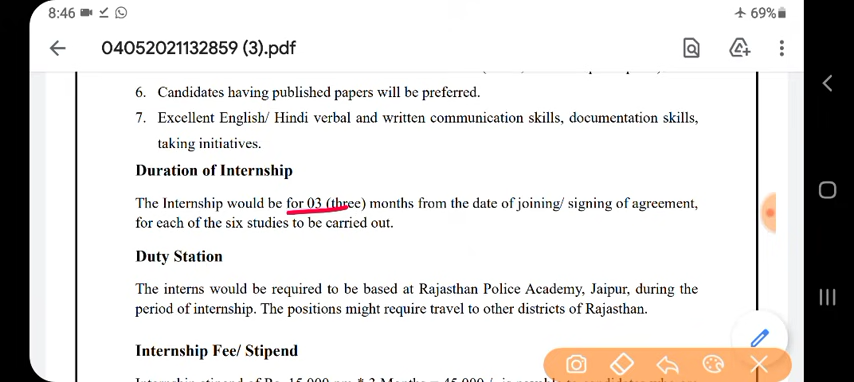 8:46
69%
04052021132859 (3).pdf
6. Candidates having published papers will be preferred.
7. Excellent English/ Hindi verbal and written communication skills, documentation skills,
taking initiatives.
Duration of Internship
The Internship would be for 03 (three) months from the date of joining/ signing of agreement,
for each of the six studies to be carried out.
Duty Station
The interns would be required to be based at Rajasthan Police Academy, Jaipur, during the
period of internship. The positions might require travel to other districts of Rajasthan.
Internship Fee/ Stipend